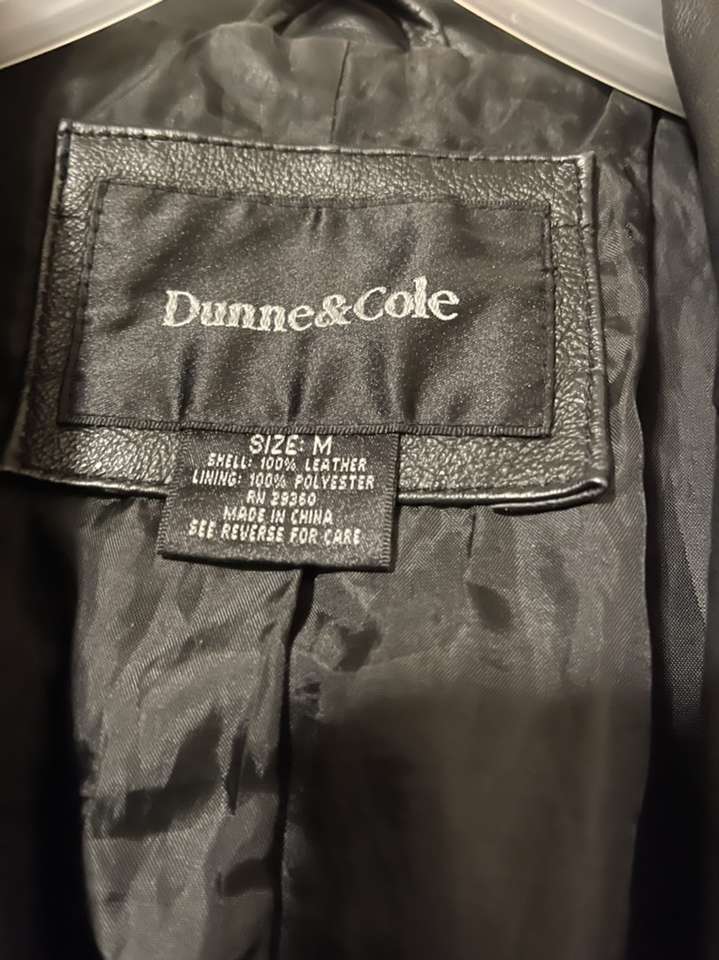 Dunne&Cole
SIZE: M
SHELL: 100% LEATHER
LINING: 100% POLYESTER
RN 29360
MADE IN CHINA
SEE REVERSE FOR CARE